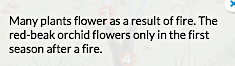 Many plants flower as a result of fire. The
red-beak orchid flowers only in the first
season after a fire.